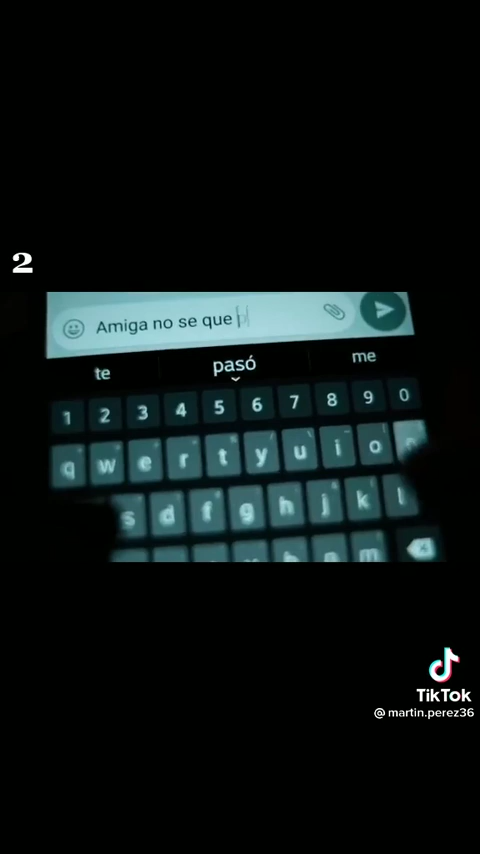 2
Amiga no se que
te pasó me
1 2 3 4 5 6 7 8 9 0
q w e r t y u i o
s d f g h j k l
m
TikTok
@martin.perez36